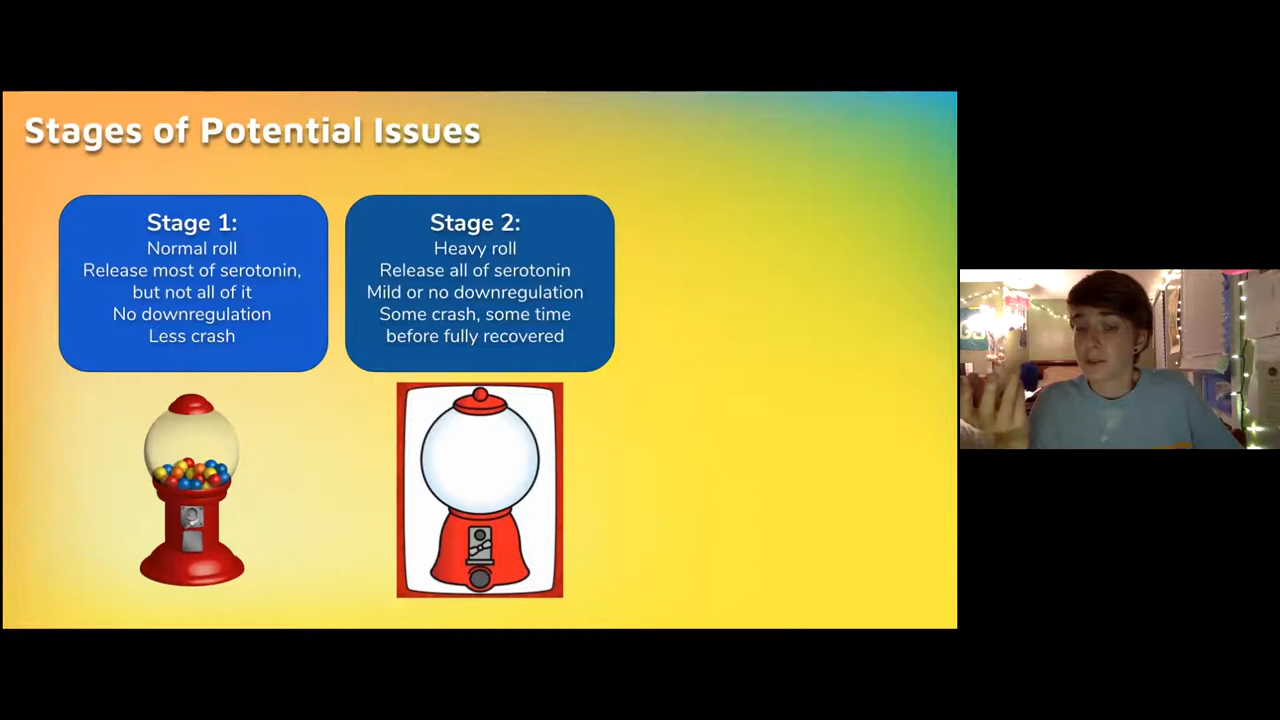 Stages of Potential Issues
Stage 1:
Normal roll
Release most of serotonin,
but not all of it
No downregulation
Less crash
Stage 2:
Heavy roll
Release all of serotonin
Mild or no downregulation
Some crash, some time
before fully recovered